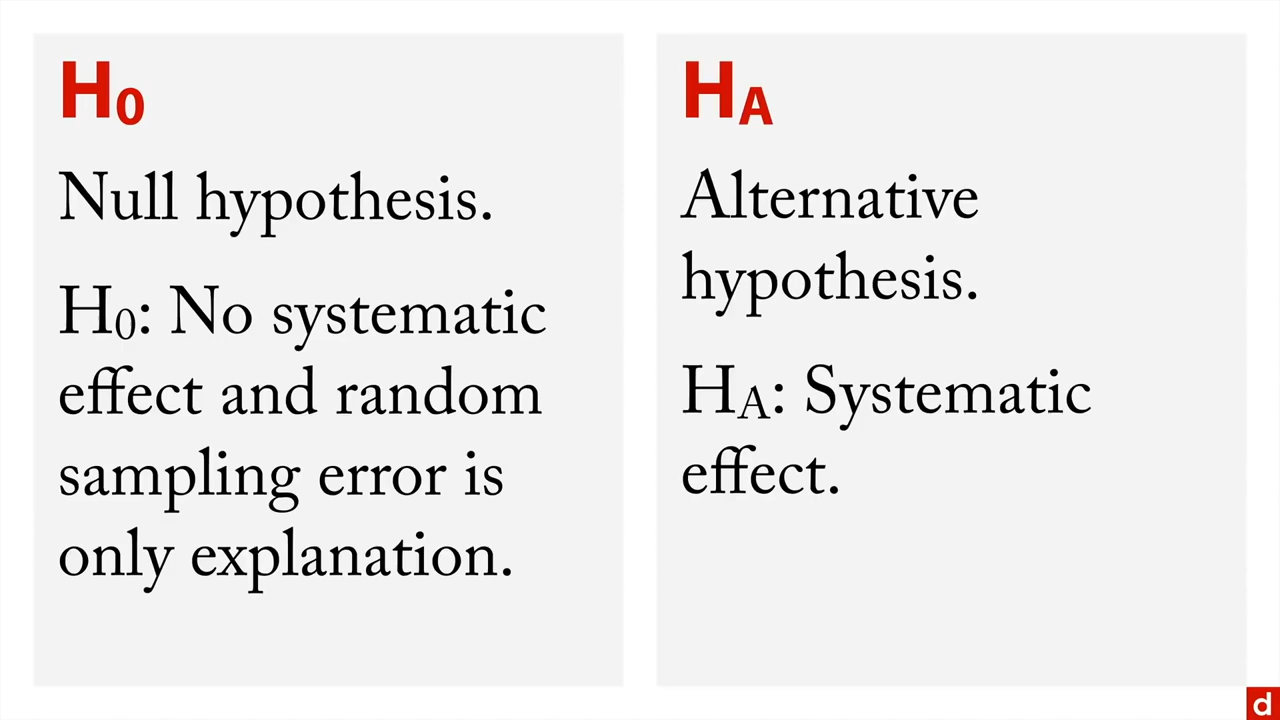 H0
Null hypothesis.
H0: No systematic
effect and random
sampling error is
only explanation.
HA
Alternative
hypothesis.
HA: Systematic
effect.
d